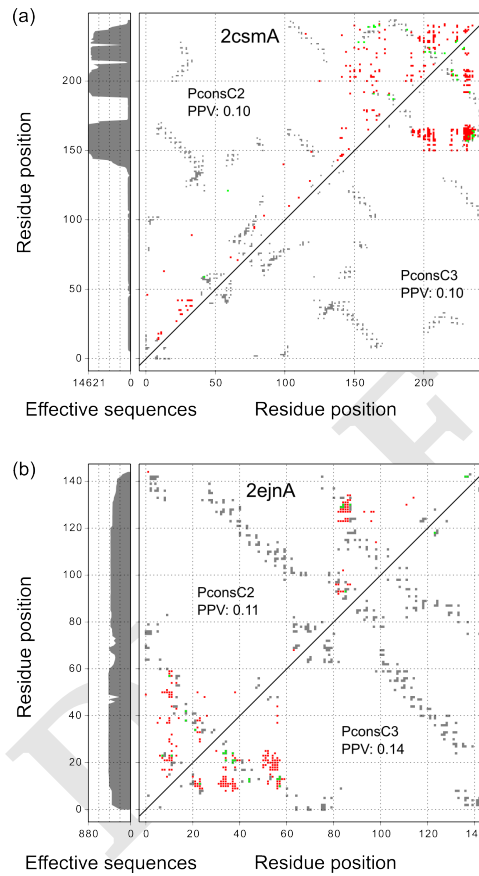 (a)
2csmA
PconsC2
PPV: 0.10
PconsC3
PPV: 0.10
Residue position
200
150
100
50
0
14621 0
0 50 100 150 200
Effective sequences Residue position
(b)
2ejnA
PconsC2
PPV: 0.11
PconsC3
PPV: 0.14
Residue position
140
120
100
80
60
40
20
0
880 0
0 20 40 60 80 100 120 14
Effective sequences Residue position